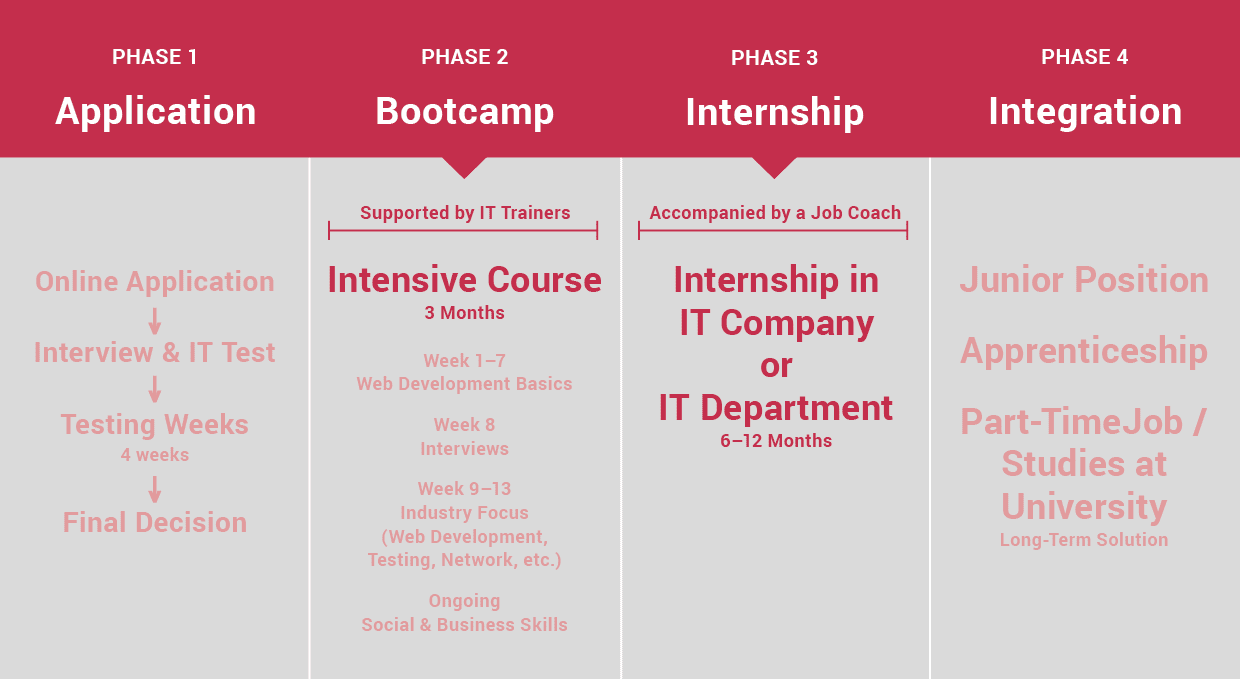 PHASE 1
Application
Online Application
Interview & IT Test
Testing Weeks
4 weeks
Final Decision
PHASE 2
Bootcamp
Supported by IT Trainers
Intensive Course
3 Months
Week 1–7
Web Development Basics
Week 8
Interviews
Week 9–13
Industry Focus
(Web Development,
Testing, Network, etc.)
Ongoing
Social & Business Skills
PHASE 3
Internship
Accompanied by a Job Coach
Internship in
IT Company
or
IT Department
6–12 Months
PHASE 4
Integration
Junior Position
Apprenticeship
Part-TimeJob /
Studies at
University
Long-Term Solution